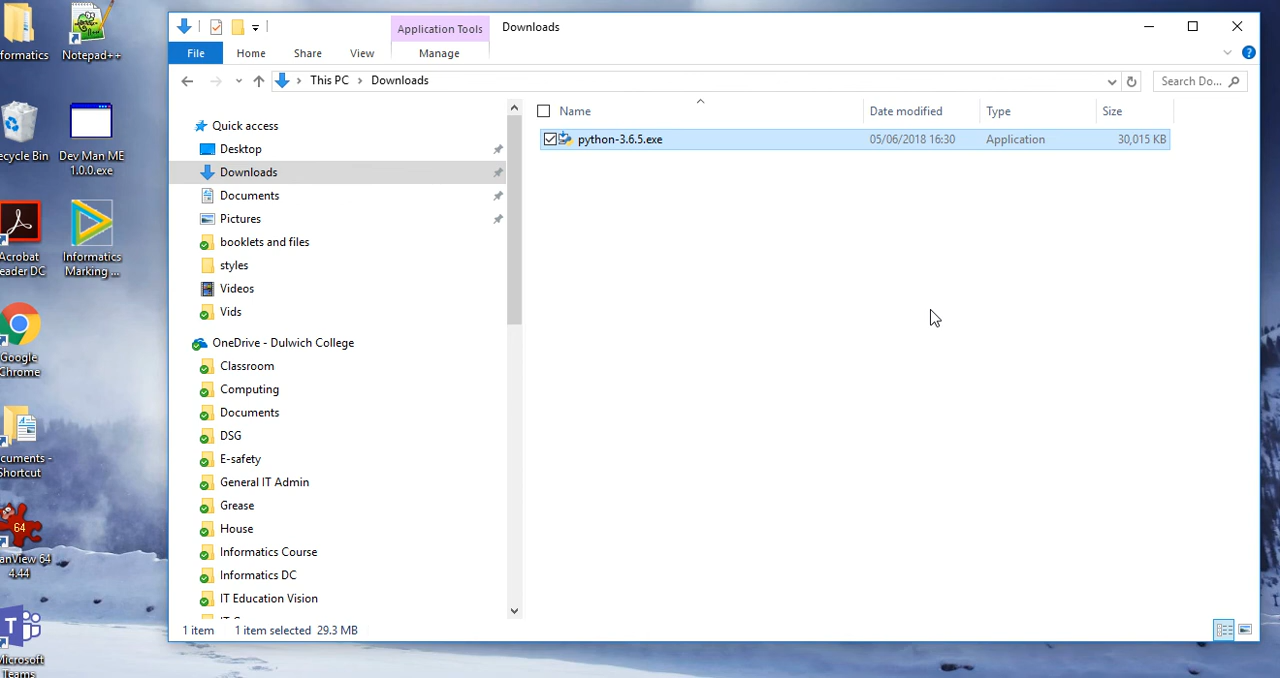 Application Tools
Downloads
File
Home
Share
View
Manage
This PC
Downloads
Search Do...
Name
Date modified
Type
Size
python-3.6.5.exe
05/06/2018 16:30
Application
30,015 KB
Quick access
Desktop
Downloads
Documents
Pictures
booklets and files
styles
Videos
Vids
OneDrive - Dulwich College
Classroom
Computing
Documents
DSG
E-safety
General IT Admin
Grease
House
Informatics Course
Informatics DC
IT Education Vision
1 item
1 item selected
29.3 MB
formatics
Notepad++
ecycle Bin
Dev Man ME
1.0.0.exe
Acrobat
eader DC
Informatics
Marking ...
Google
Chrome
cuments -
Shortcut
64
anView 64
4.44
Microsoft
Teams